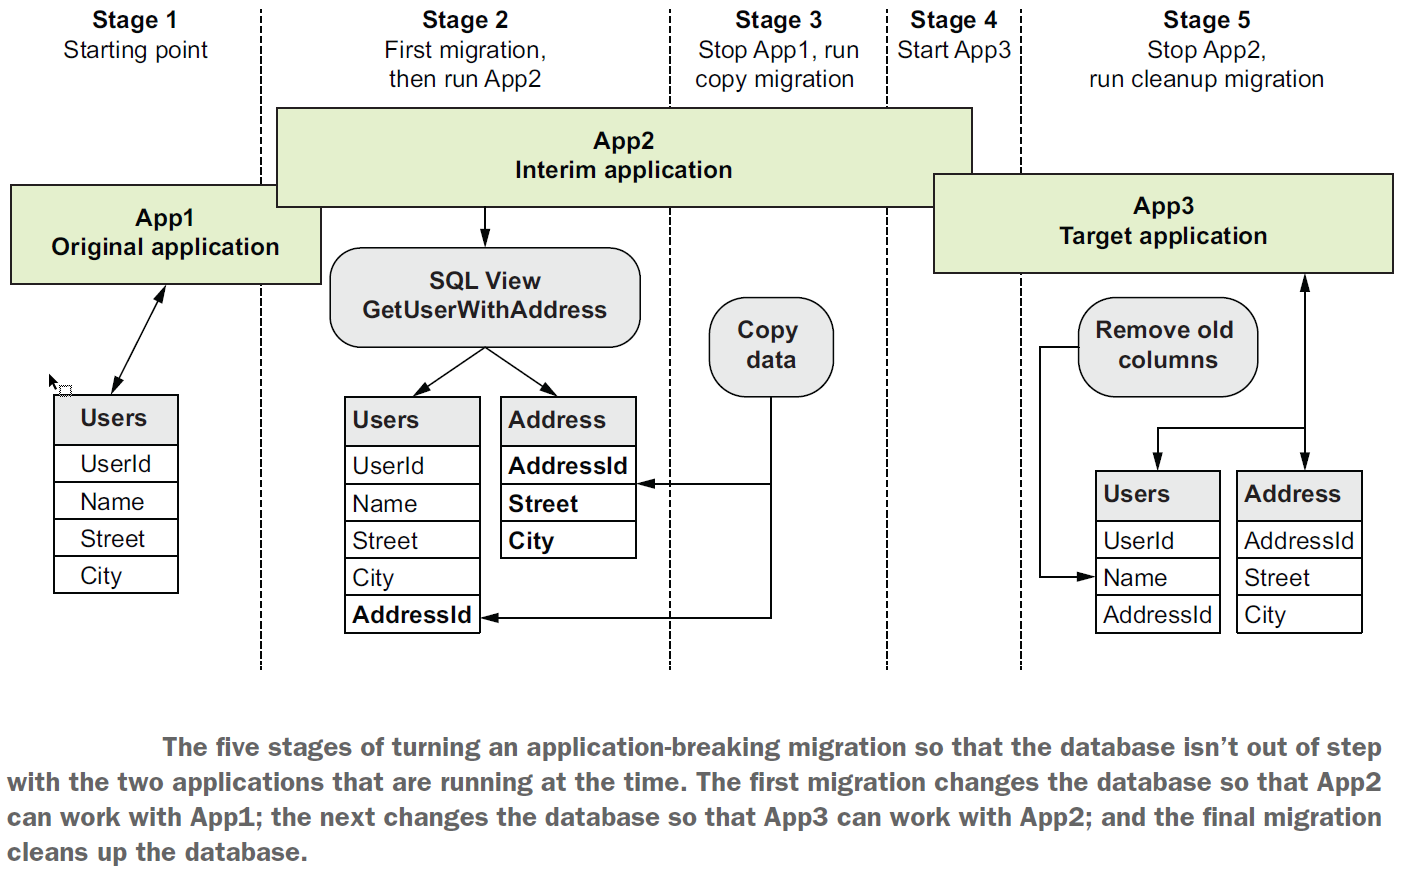 Stage 1
Starting point
Stage 2
First migration,
then run App2
Stage 3
Stop App1, run
copy migration
Stage 4
Start App3
Stage 5
Stop App2,
run cleanup migration
App2
Interim application
App1
Original application
App3
Target application
SQL View
GetUserWithAddress
Copy
data
Remove old
columns
Users
UserId
Name
Street
City
Users
UserId
Name
Street
City
AddressId
Address
AddressId
Street
City
Users
UserId
Name
AddressId
Address
AddressId
Street
City
The five stages of turning an application-breaking migration so that the database isn’t out of step
with the two applications that are running at the time. The first migration changes the database so that App2
can work with App1; the next changes the database so that App3 can work with App2; and the final migration
cleans up the database.